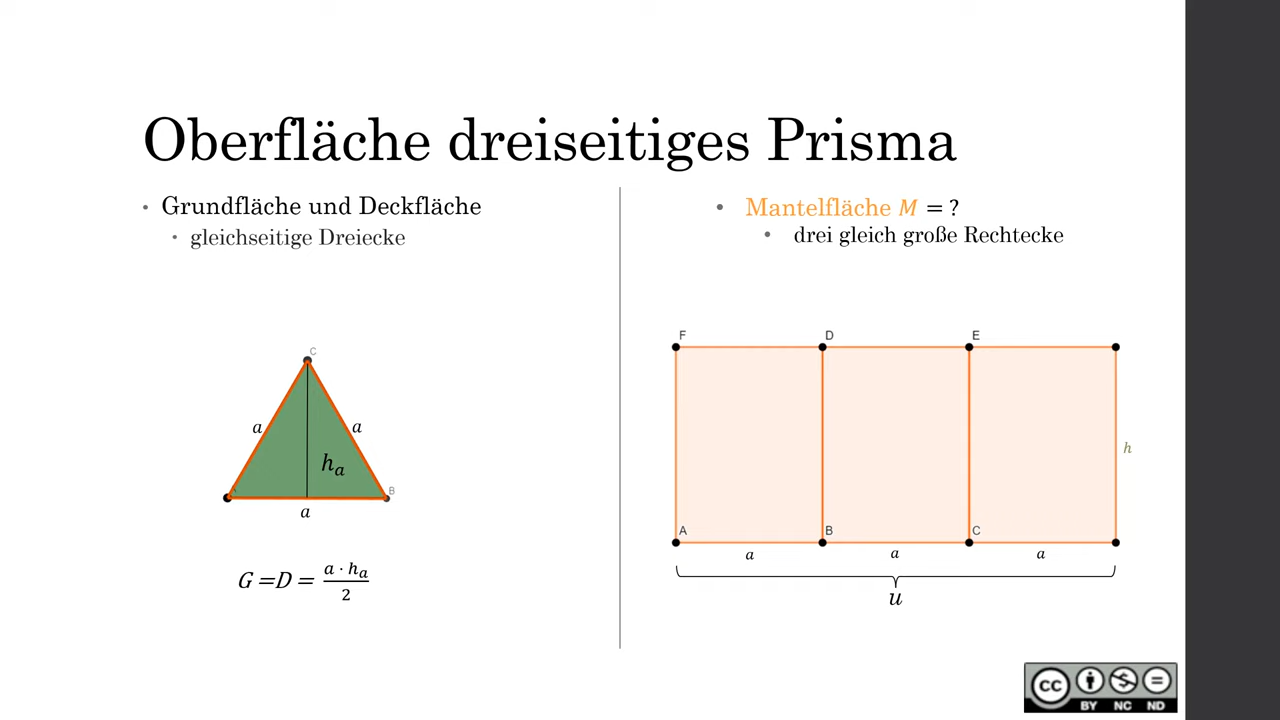 Oberfläche dreiseitiges Prisma
• Grundfläche und Deckfläche
• gleichseitige Dreiecke
C
a a
h_a
B
a
G = D = a · h_a / 2
• Mantelfläche M = ?
• drei gleich große Rechtecke
F D E
h
A B C
a a a
u
cc
BY NC ND